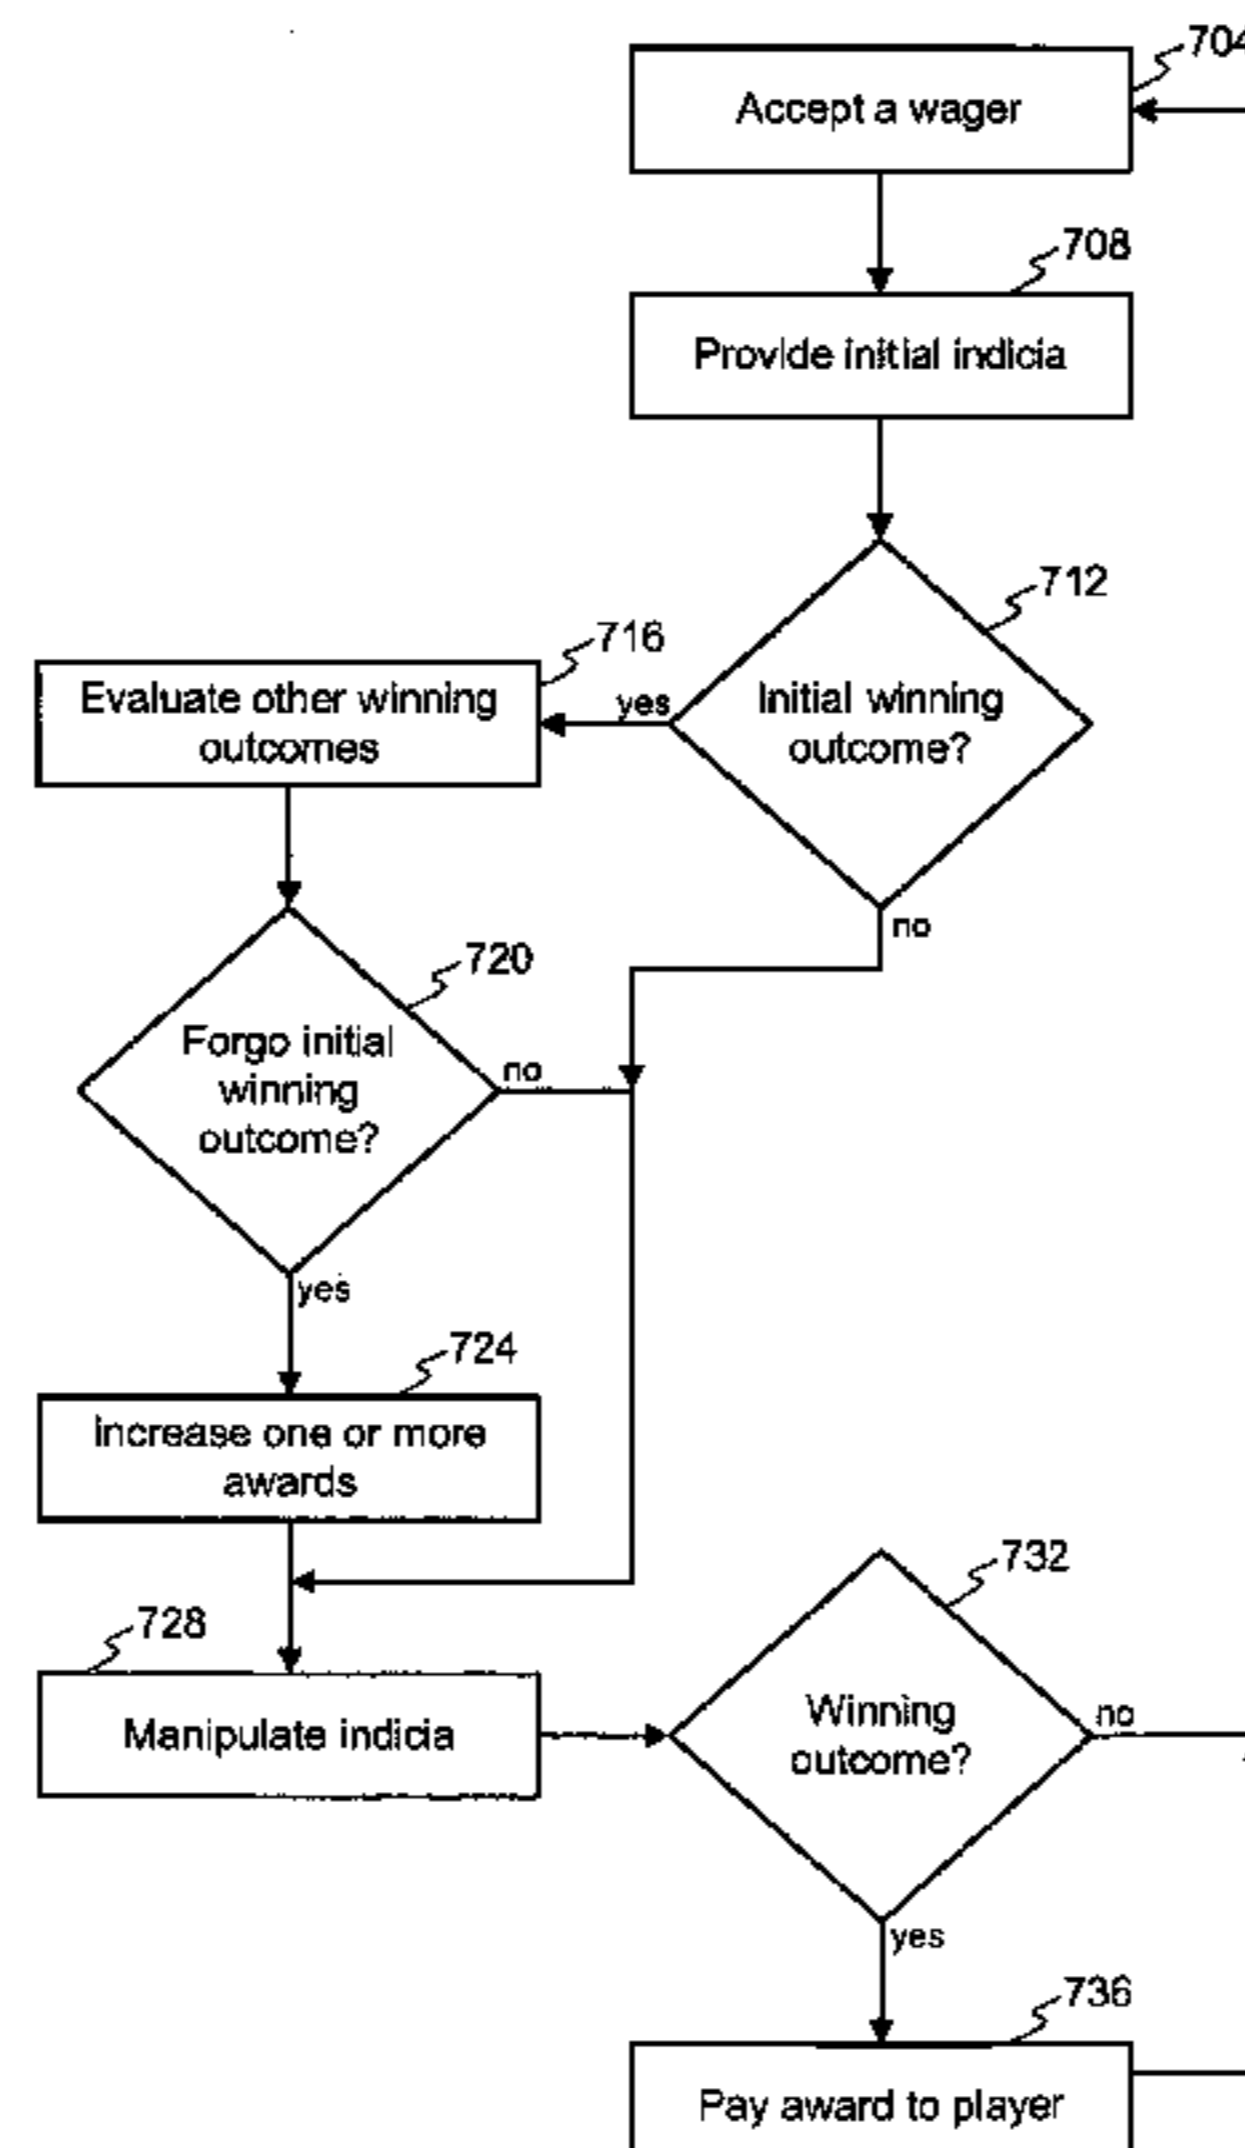 704
Accept a wager
708
Provide initial indicia
712
Initial winning
outcome?
yes
no
716
Evaluate other winning
outcomes
720
Forgo initial
winning
outcome?
no
yes
724
Increase one or more
awards
728
Manipulate indicia
732
Winning
outcome?
no
yes
736
Pay award to player